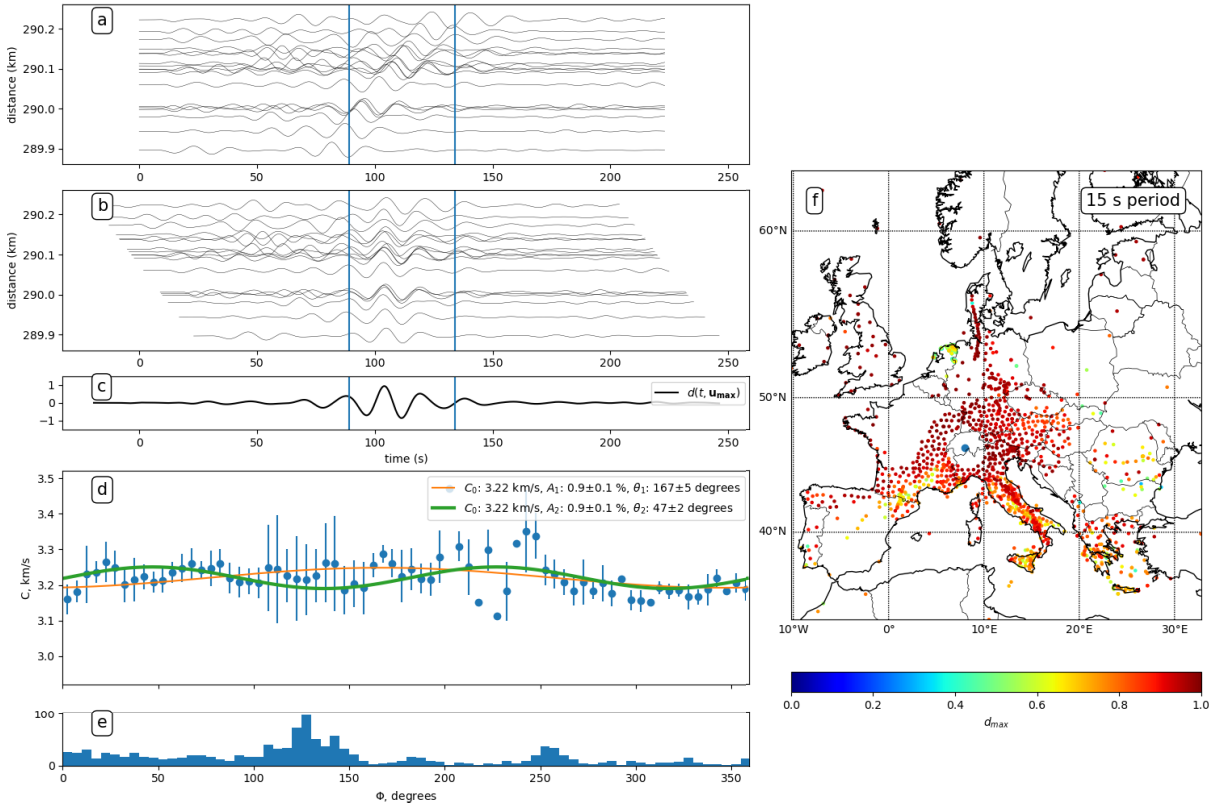 a
290.2
290.1
290.0
289.9
distance (km)
0 50 100 150 200 250
b
290.2
290.1
290.0
289.9
distance (km)
0 50 100 150 200 250
c
1
0
−1
d(t, u_max)
0 50 100 150 200 250
time (s)
d
3.5
3.4
3.3
3.2
3.1
3.0
C, km/s
C₀: 3.22 km/s, A₁: 0.9±0.1 %, θ₁: 167±5 degrees
C₀: 3.22 km/s, A₂: 0.9±0.1 %, θ₂: 47±2 degrees
e
100
0
0 50 100 150 200 250 300 350
Φ, degrees
f
15 s period
60°N
50°N
40°N
10°W 0° 10°E 20°E 30°E
0.0 0.2 0.4 0.6 0.8 1.0
d_max